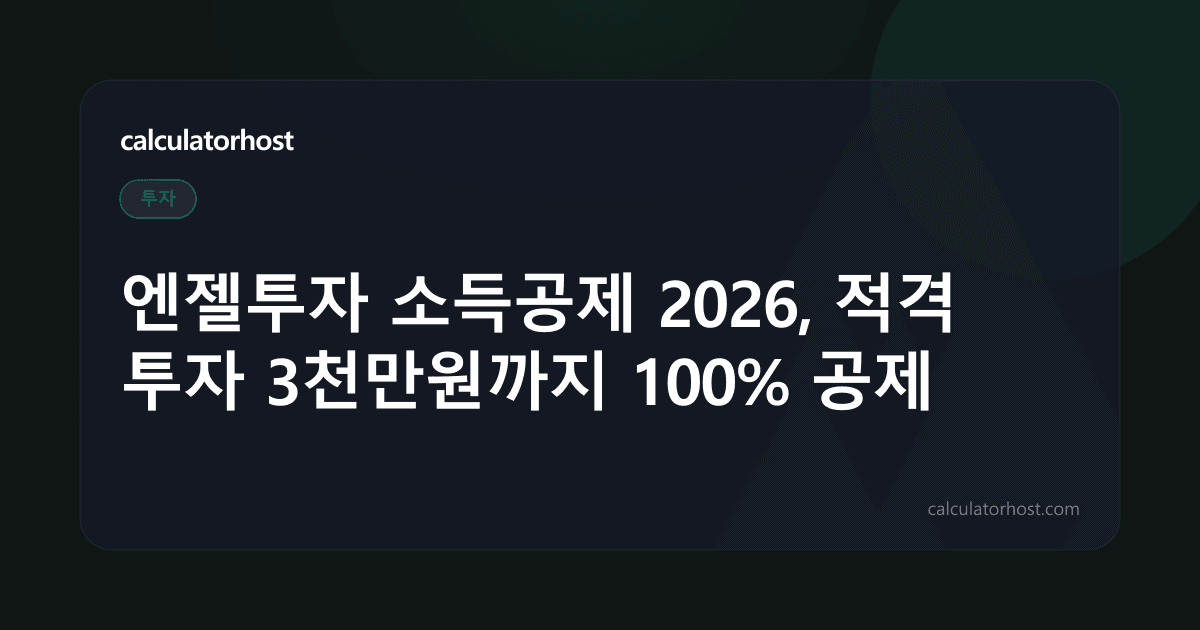 calculatorhost
투자
엔젤투자 소득공제 2026, 적격
투자 3천만원까지 100% 공제
calculatorhost.com